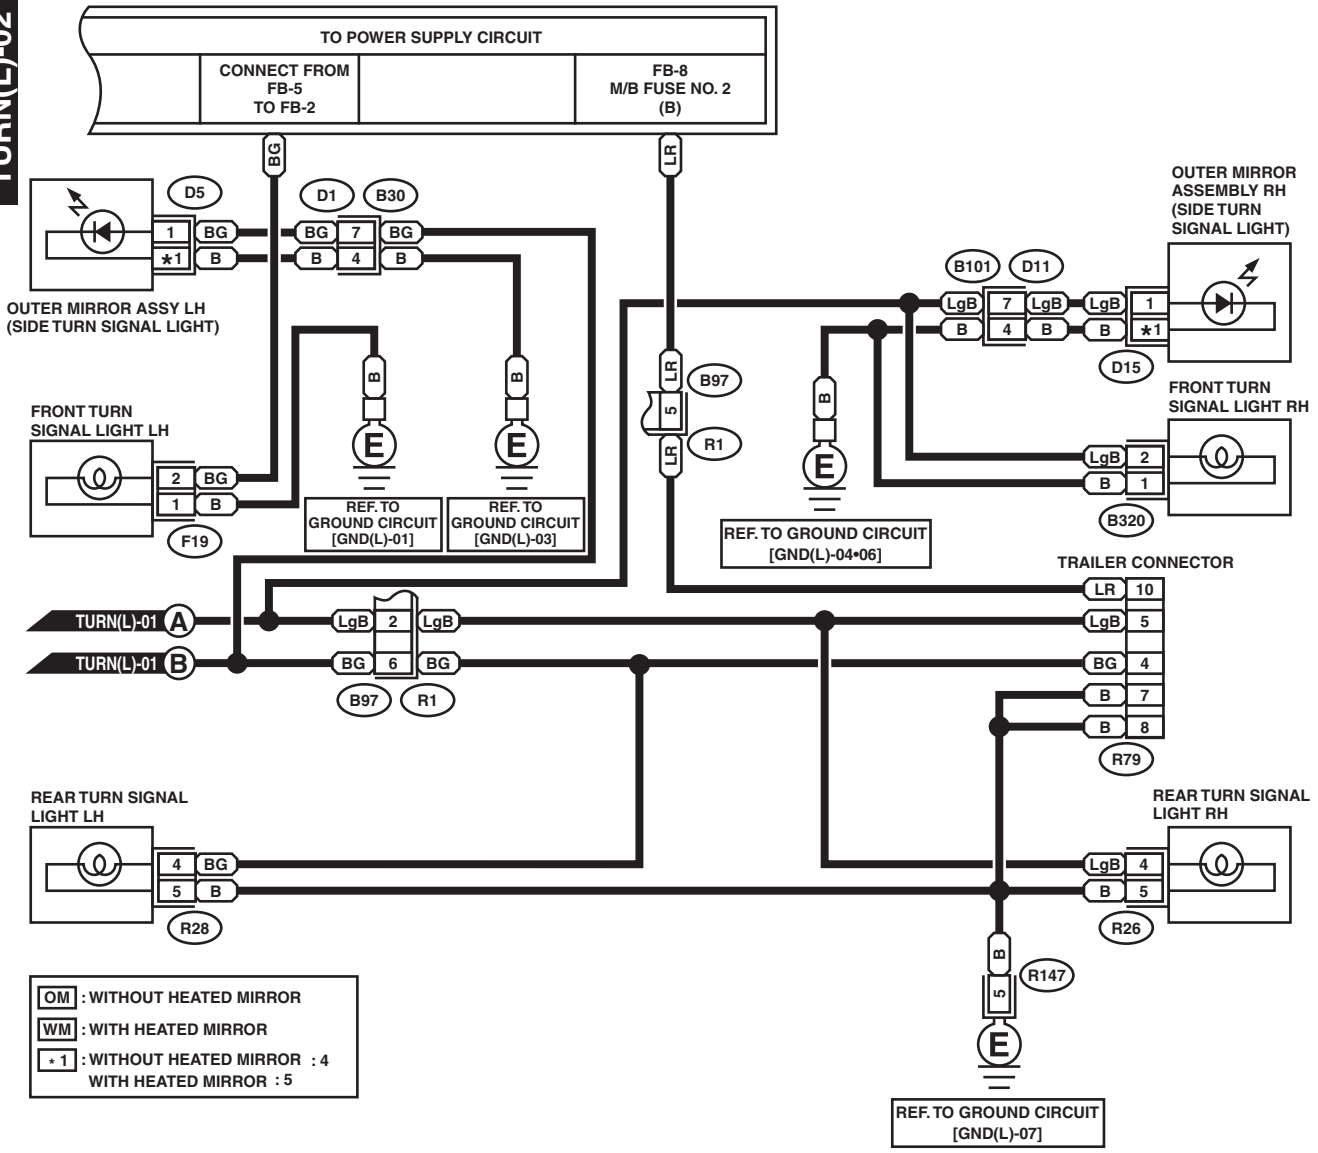 TURN(L)-02
TO POWER SUPPLY CIRCUIT
CONNECT FROM
FB-5
TO FB-2
FB-8
M/B FUSE NO. 2
(B)
BG
LR
D5
D1
B30
1
BG
BG
7
BG
*1
B
B
4
B
OUTER MIRROR ASSY LH
(SIDE TURN SIGNAL LIGHT)
OUTER MIRROR
ASSEMBLY RH
(SIDE TURN
SIGNAL LIGHT)
B101
D11
LgB
7
LgB
LgB
1
B
4
B
B
*1
D15
LR
B97
5
R1
LR
B
B
B
E
E
E
FRONT TURN
SIGNAL LIGHT LH
2
BG
1
B
F19
FRONT TURN
SIGNAL LIGHT RH
LgB
2
B
1
B320
REF. TO
GROUND CIRCUIT
[GND(L)-01]
REF. TO
GROUND CIRCUIT
[GND(L)-03]
REF. TO GROUND CIRCUIT
[GND(L)-04•06]
TRAILER CONNECTOR
LR
10
TURN(L)-01
A
LgB
2
LgB
LgB
5
TURN(L)-01
B
BG
6
BG
BG
4
B97
R1
B
7
B
8
R79
REAR TURN SIGNAL
LIGHT LH
4
BG
5
B
R28
REAR TURN SIGNAL
LIGHT RH
LgB
4
B
5
R26
B
R147
5
E
REF. TO GROUND CIRCUIT
[GND(L)-07]
OM : WITHOUT HEATED MIRROR
WM : WITH HEATED MIRROR
*1 : WITHOUT HEATED MIRROR : 4
WITH HEATED MIRROR : 5